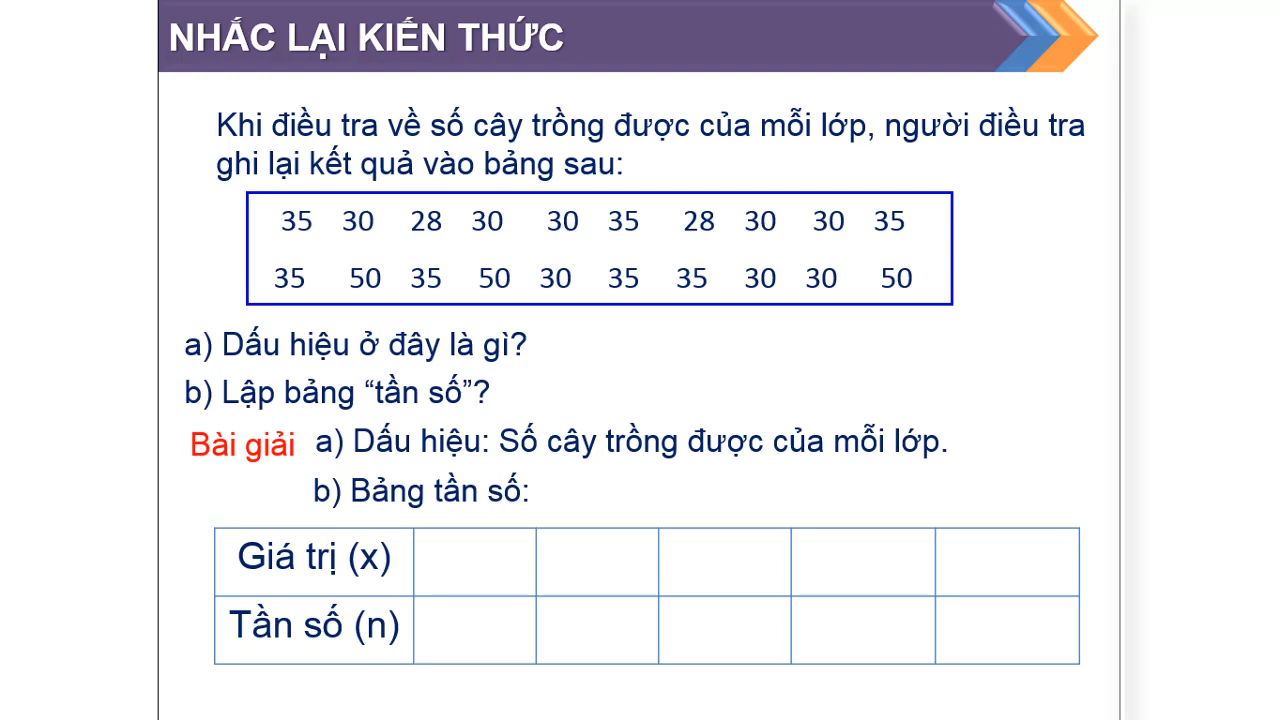 NHẮC LẠI KIẾN THỨC
Khi điều tra về số cây trồng được của mỗi lớp, người điều tra
ghi lại kết quả vào bảng sau:
35 30 28 30 30 35 28 30 30 35
35 50 35 50 30 35 35 30 30 50
a) Dấu hiệu ở đây là gì?
b) Lập bảng “tần số”?
Bài giải a) Dấu hiệu: Số cây trồng được của mỗi lớp.
b) Bảng tần số:
Giá trị (x)
Tần số (n)